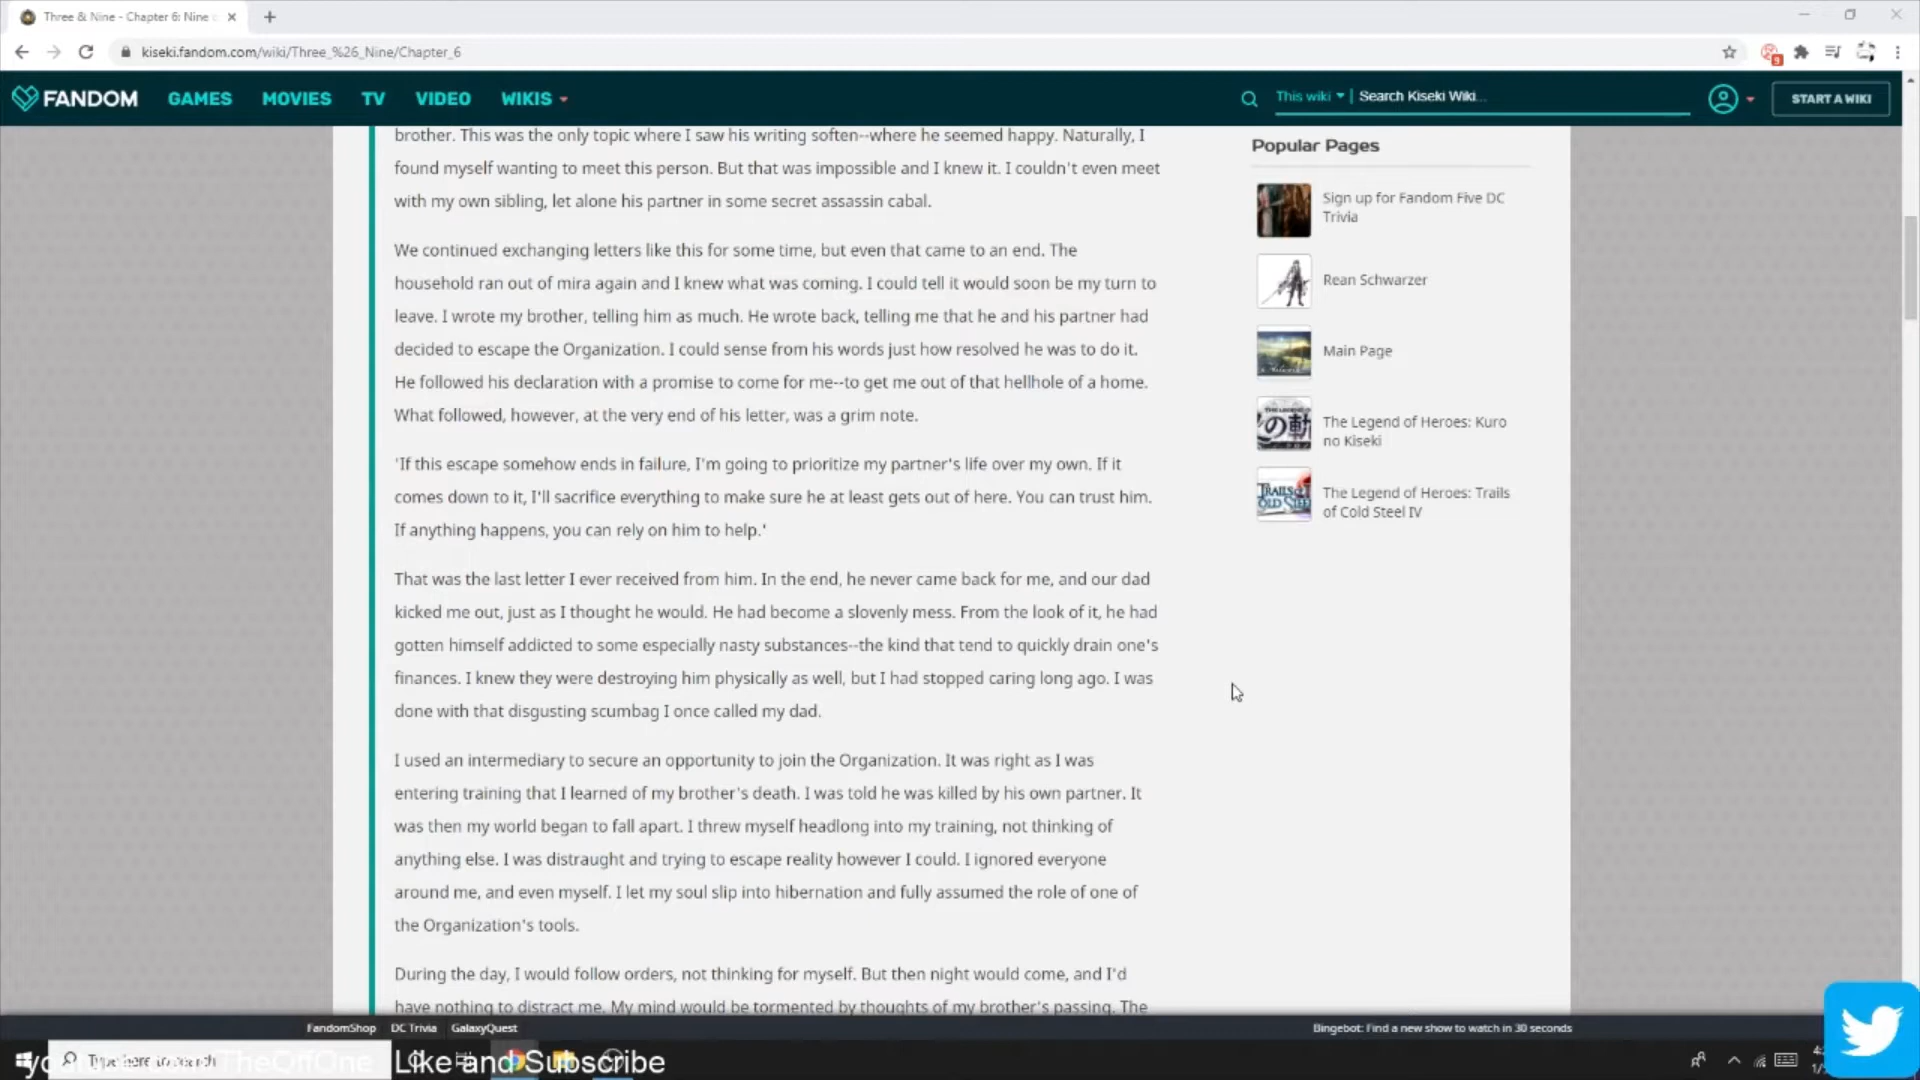 Three & Nine - Chapter 6: Nine
kiseki.fandom.com/wiki/Three_%26_Nine/Chapter_6
9
FANDOM GAMES MOVIES TV VIDEO WIKIS This wiki Search Kiseki Wiki... START A WIKI
brother. This was the only topic where I saw his writing soften--where he seemed happy. Naturally, I
found myself wanting to meet this person. But that was impossible and I knew it. I couldn't even meet
with my own sibling, let alone his partner in some secret assassin cabal.
We continued exchanging letters like this for some time, but even that came to an end. The
household ran out of mira again and I knew what was coming. I could tell it would soon be my turn to
leave. I wrote my brother, telling him as much. He wrote back, telling me that he and his partner had
decided to escape the Organization. I could sense from his words just how resolved he was to do it.
He followed his declaration with a promise to come for me--to get me out of that hellhole of a home.
What followed, however, at the very end of his letter, was a grim note.
'If this escape somehow ends in failure, I'm going to prioritize my partner's life over my own. If it
comes down to it, I'll sacrifice everything to make sure he at least gets out of here. You can trust him.
If anything happens, you can rely on him to help.'
That was the last letter I ever received from him. In the end, he never came back for me, and our dad
kicked me out, just as I thought he would. He had become a slovenly mess. From the look of it, he had
gotten himself addicted to some especially nasty substances--the kind that tend to quickly drain one's
finances. I knew they were destroying him physically as well, but I had stopped caring long ago. I was
done with that disgusting scumbag I once called my dad.
I used an intermediary to secure an opportunity to join the Organization. It was right as I was
entering training that I learned of my brother's death. I was told he was killed by his own partner. It
was then my world began to fall apart. I threw myself headlong into my training, not thinking of
anything else. I was distraught and trying to escape reality however I could. I ignored everyone
around me, and even myself. I let my soul slip into hibernation and fully assumed the role of one of
the Organization's tools.
During the day, I would follow orders, not thinking for myself. But then night would come, and I'd
have nothing to distract me. My mind would be tormented by thoughts of my brother's passing. The
Popular Pages
Sign up for Fandom Five DC
Trivia
Rean Schwarzer
Main Page
の軌
The Legend of Heroes: Kuro
no Kiseki
TRAILS of
COLD STEEL
The Legend of Heroes: Trails
of Cold Steel IV
FandomShop DC Trivia GalaxyQuest Bingebot: Find a new show to watch in 30 seconds
Type here to search
TheOffOne Like and Subscribe